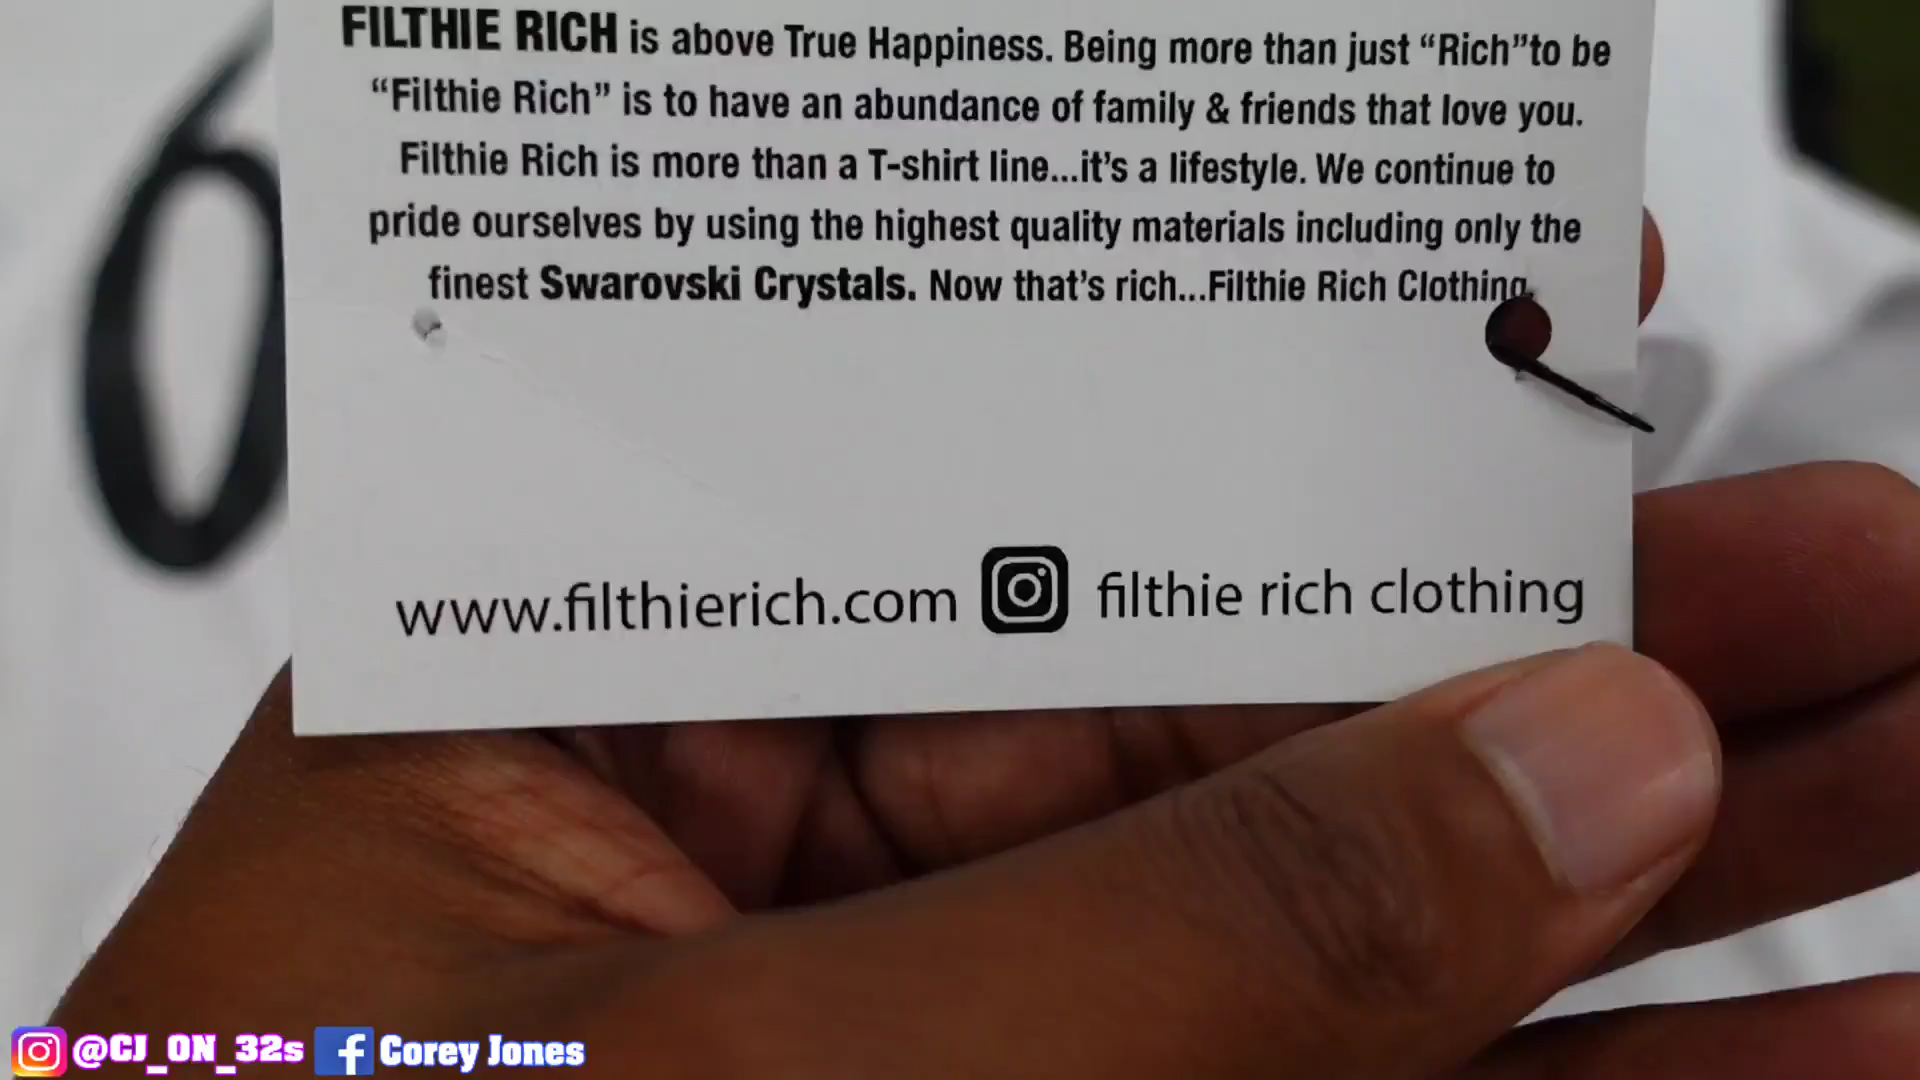 FILTHIE RICH is above True Happiness. Being more than just “Rich”to be
“Filthie Rich” is to have an abundance of family & friends that love you.
Filthie Rich is more than a T-shirt line...it’s a lifestyle. We continue to
pride ourselves by using the highest quality materials including only the
finest Swarovski Crystals. Now that’s rich...Filthie Rich Clothing.
www.filthierich.com filthie rich clothing
@CJ_ON_32s Corey Jones